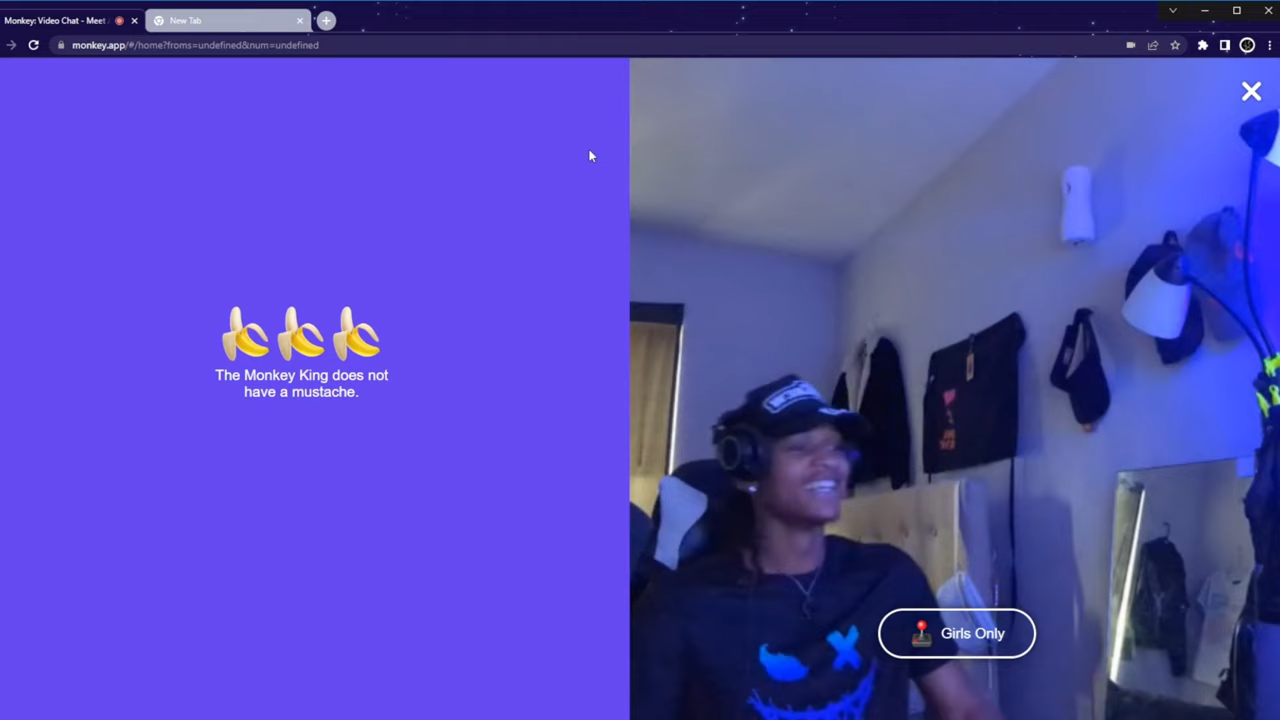 Monkey: Video Chat - Meet
New Tab
monkey.app/#/home?froms=undefined&num=undefined
The Monkey King does not
have a mustache.
Girls Only